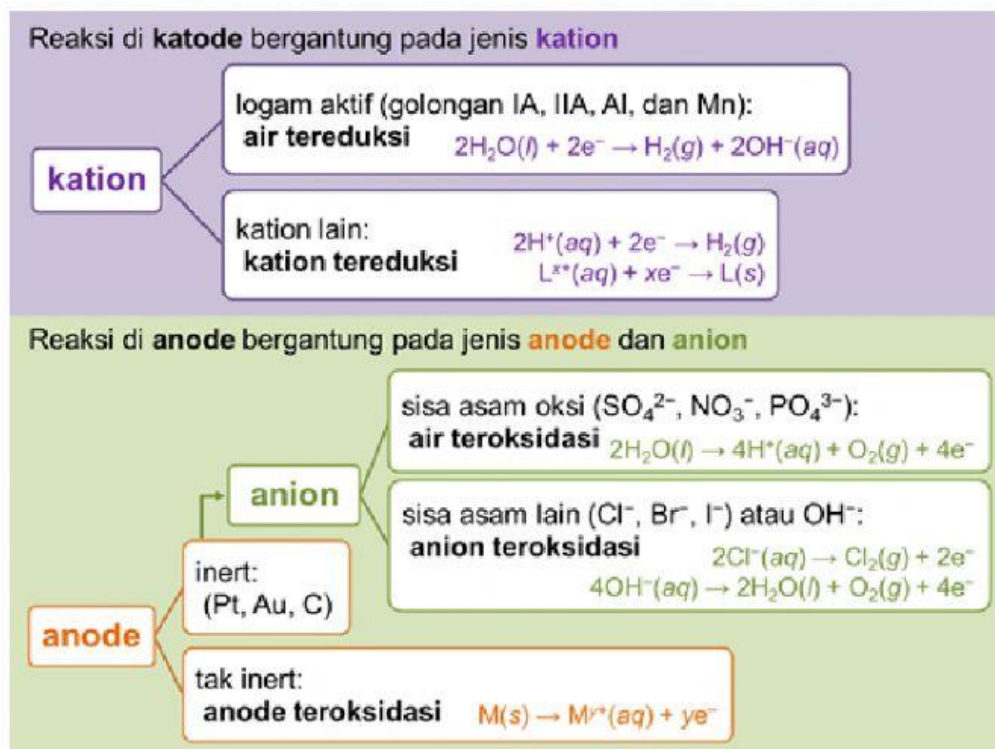 Reaksi di katode bergantung pada jenis kation
logam aktif (golongan IA, IIA, Al, dan Mn):
air tereduksi
2H₂O(l) + 2e⁻ → H₂(g) + 2OH⁻(aq)
kation
kation lain:
kation tereduksi
2H⁺(aq) + 2e⁻ → H₂(g)
Lˣ⁺(aq) + xe⁻ → L(s)
Reaksi di anode bergantung pada jenis anode dan anion
sisa asam oksi (SO₄²⁻, NO₃⁻, PO₄³⁻):
air teroksidasi
2H₂O(l) → 4H⁺(aq) + O₂(g) + 4e⁻
anion
sisa asam lain (Cl⁻, Br⁻, I⁻) atau OH⁻:
anion teroksidasi
2Cl⁻(aq) → Cl₂(g) + 2e⁻
4OH⁻(aq) → 2H₂O(l) + O₂(g) + 4e⁻
inert:
(Pt, Au, C)
anode
tak inert:
anode teroksidasi
M(s) → Mʸ⁺(aq) + ye⁻